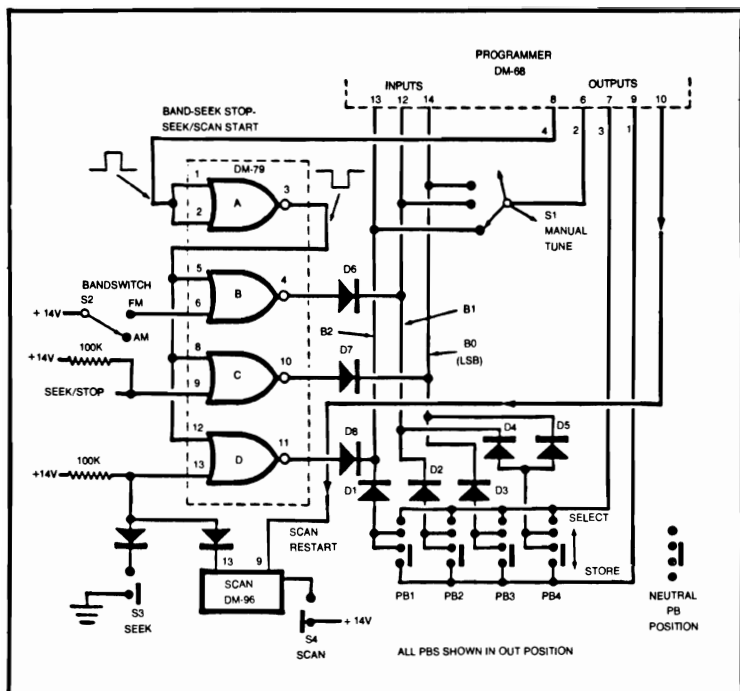 PROGRAMMER
DM-68
INPUTS
OUTPUTS
13 12 14 8 6 7 9 10
4 2 3 1
BAND-SEEK STOP-
SEEK/SCAN START
DM-79
1
2
A
3
S1
MANUAL
TUNE
BANDSWITCH
S2
+ 14V
FM
AM
5
6
B
4
D6
B2
B1
B0
(LSB)
+14V
100K
SEEK/STOP
8
9
C
10
D7
+14V
100K
12
13
D
11
D8
D1
D2
D3
D4
D5
SCAN
RESTART
SELECT
STORE
13 9
SCAN
DM-96
S3
SEEK
S4
SCAN
+ 14V
PB1 PB2 PB3 PB4
NEUTRAL
PB
POSITION
ALL PBS SHOWN IN OUT POSITION